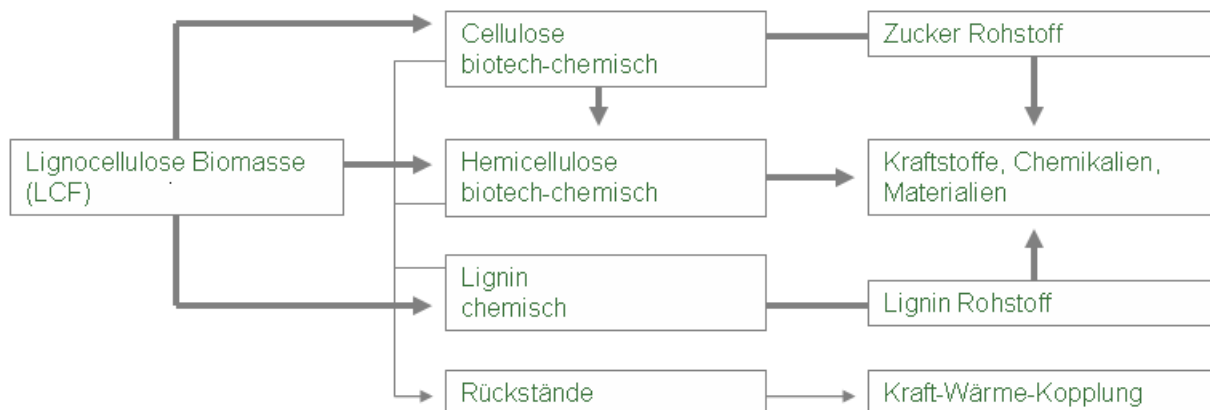 Cellulose
biotech-chemisch
Zucker Rohstoff
Lignocellulose Biomasse
(LCF)
Hemicellulose
biotech-chemisch
Kraftstoffe, Chemikalien,
Materialien
Lignin
chemisch
Lignin Rohstoff
Rückstände
Kraft-Wärme-Kopplung